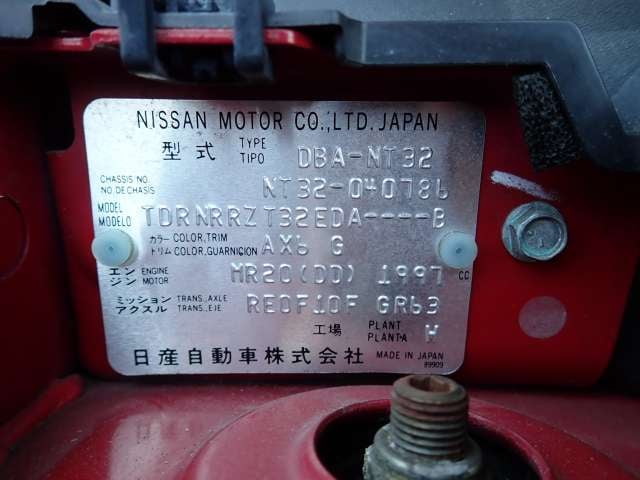 NISSAN MOTOR CO.,LTD. JAPAN
型式 TYPE TIPO DBA-NT32
CHASSIS NO. NO. DE CHASIS NT32-040786
MODEL MODELO TDRNRRZT32EDA----B
カラー トリム COLOR,TRIM COLOR,GUARNICION AX6 G
エンジン ENGINE MOTOR MR20(DD) 1997 CC
ミッション アクスル TRANS.,AXLE TRANS.,EJE RE0F10F GR63
工場 PLANT PLANTA H
日産自動車株式会社 MADE IN JAPAN
89909